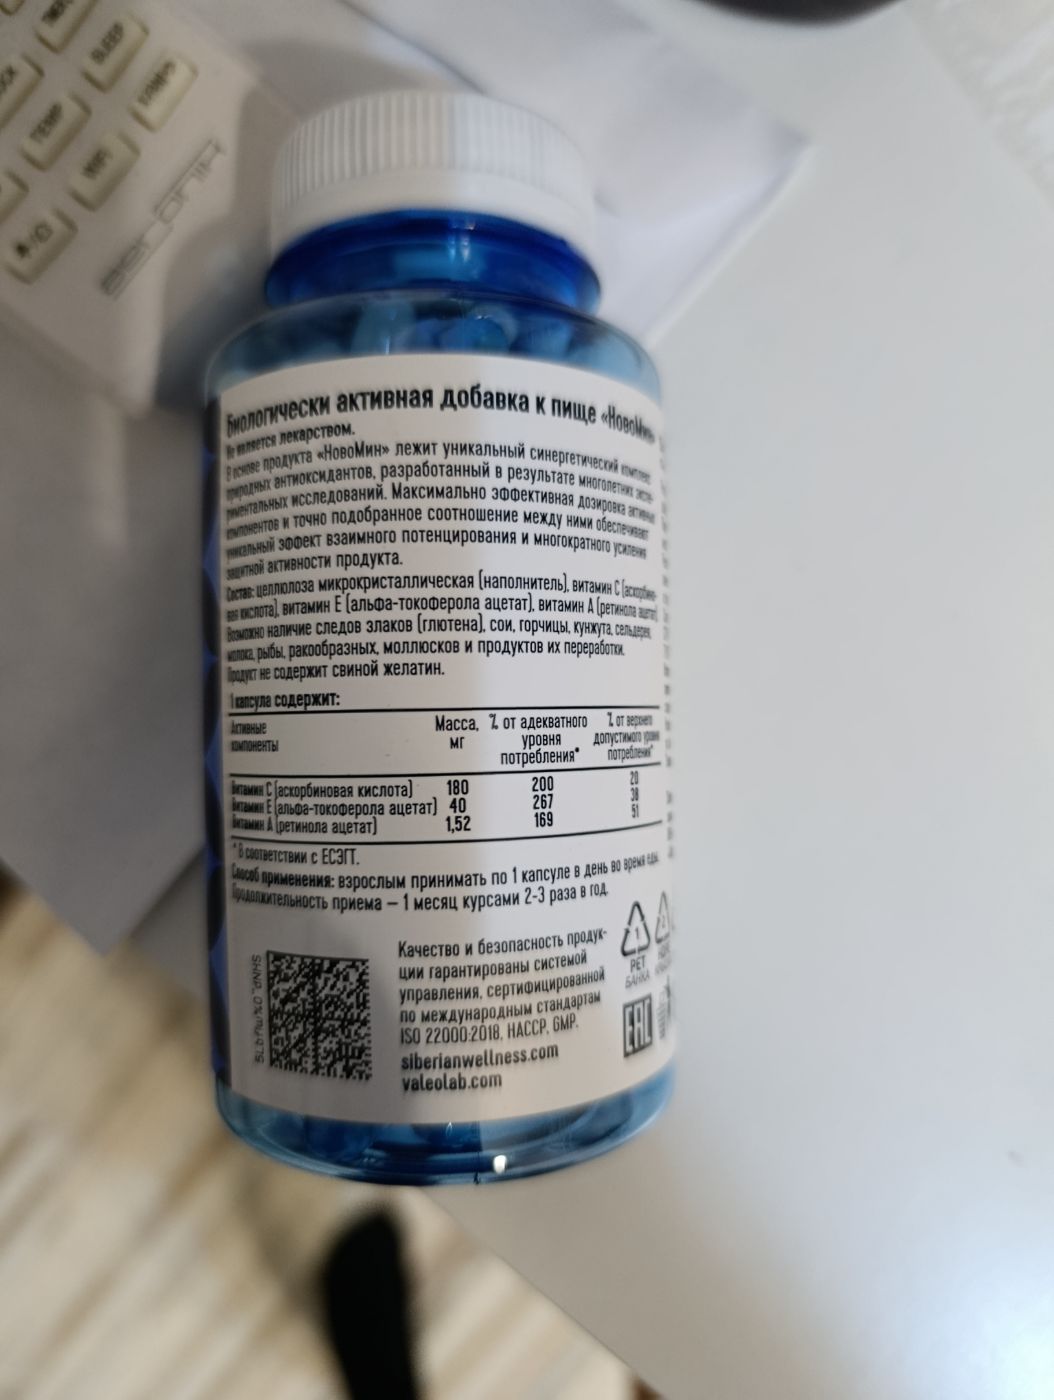 SLEEP
TEMP
WiFi
Биологически активная добавка к пище «НовоМин»
Не является лекарством.
В основе продукта «НовоМин» лежит уникальный синергетический комплекс
природных антиоксидантов, разработанный в результате многолетних экспе-
риментальных исследований. Максимально эффективная дозировка активных
компонентов и точно подобранное соотношение между ними обеспечивает
уникальный эффект взаимного потенцирования и многократного усиления
защитной активности продукта.
Состав: целлюлоза микрокристаллическая (наполнитель), витамин С (аскорбино-
вая кислота), витамин Е (альфа-токоферола ацетат), витамин А (ретинола ацетат).
Возможно наличие следов злаков (глютена), сои, горчицы, кунжута, сельдерея,
молока, рыбы, ракообразных, моллюсков и продуктов их переработки.
Продукт не содержит свиной желатин.
1 капсула содержит:
Активные компоненты Масса, мг % от адекватного уровня потребления* % от верхнего допустимого уровня потребления*
Витамин С (аскорбиновая кислота) 180 200 20
Витамин Е (альфа-токоферола ацетат) 40 267 38
Витамин А (ретинола ацетат) 1,52 169 51
* В соответствии с ЕСЭГТ.
Способ применения: взрослым принимать по 1 капсуле в день во время еды.
Продолжительность приема – 1 месяц курсами 2-3 раза в год.
Качество и безопасность продук-
ции гарантированы системой
управления, сертифицированной
по международным стандартам
ISO 22000:2018, HACCP, GMP.
siberianwellness.com
valeolab.com
1
PET
БАНКА
2
EAC